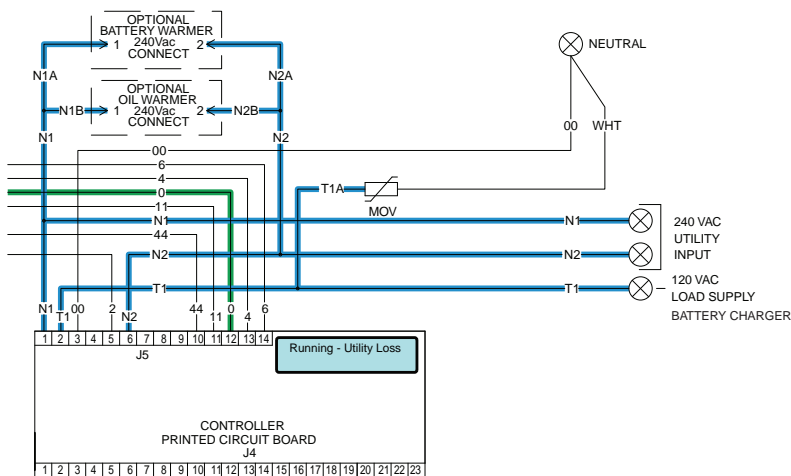 OPTIONAL
BATTERY WARMER
1 240Vac 2
CONNECT
NEUTRAL
N1A
N2A
OPTIONAL
OIL WARMER
N1B 1 240Vac 2 N2B
CONNECT
N1
N2
00
WHT
00
6
4
0
T1A
11
MOV
N1
N1
44
240 VAC
UTILITY
INPUT
N2
N2
T1
T1
120 VAC
LOAD SUPPLY
BATTERY CHARGER
N1
T1
00
2
N2
44
11
0
4
6
1 2 3 4 5 6 7 8 9 10 11 12 13 14
J5
Running - Utility Loss
CONTROLLER
PRINTED CIRCUIT BOARD
J4
1 2 3 4 5 6 7 8 9 10 11 12 13 14 15 16 17 18 19 20 21 22 23